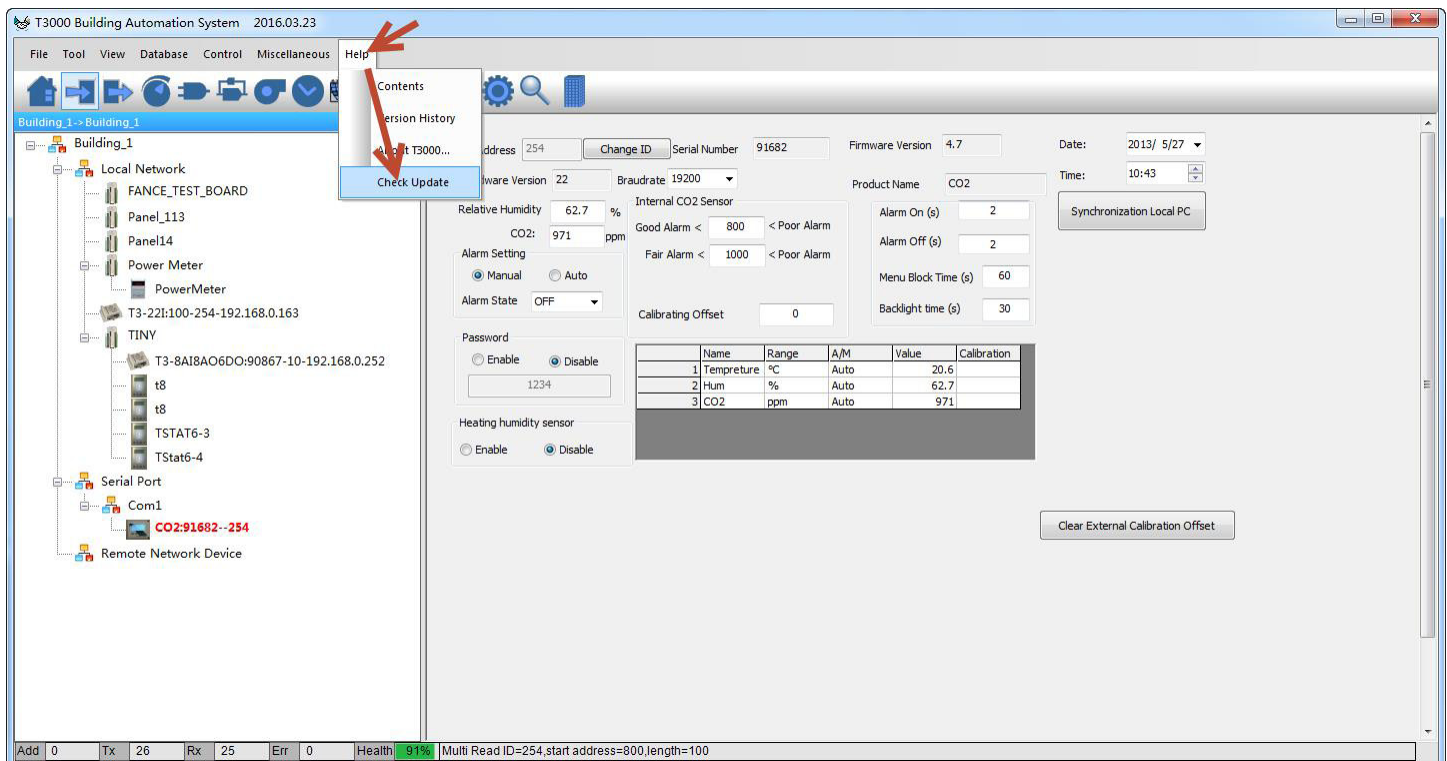 T3000 Building Automation System 2016.03.23
File Tool View Database Control Miscellaneous Help
Contents
Version History
About T3000...
Check Update
Building_1->Building_1
Building_1
Local Network
FANCE_TEST_BOARD
Panel_113
Panel14
Power Meter
PowerMeter
T3-22I:100-254-192.168.0.163
TINY
T3-8AI8AO6DO:90867-10-192.168.0.252
t8
t8
TSTAT6-3
TStat6-4
Serial Port
Com1
CO2:91682--254
Remote Network Device
254 Change ID Serial Number 91682 Firmware Version 4.7 Date: 2013/ 5/27
22 Braudrate 19200 Product Name CO2 Time: 10:43
Synchronization Local PC
Relative Humidity 62.7 %
CO2: 971 ppm
Internal CO2 Sensor
Good Alarm < 800 < Poor Alarm
Fair Alarm < 1000 < Poor Alarm
Calibrating Offset 0
Alarm On (s) 2
Alarm Off (s) 2
Menu Block Time (s) 60
Backlight time (s) 30
Alarm Setting
Manual Auto
Alarm State OFF
Password
Enable Disable
1234
Heating humidity sensor
Enable Disable
Name Range A/M Value Calibration
1 Tempreture ºC Auto 20.6
2 Hum % Auto 62.7
3 CO2 ppm Auto 971
Clear External Calibration Offset
Add 0 Tx 26 Rx 25 Err 0 Health 91% Multi Read ID=254,start address=800,length=100